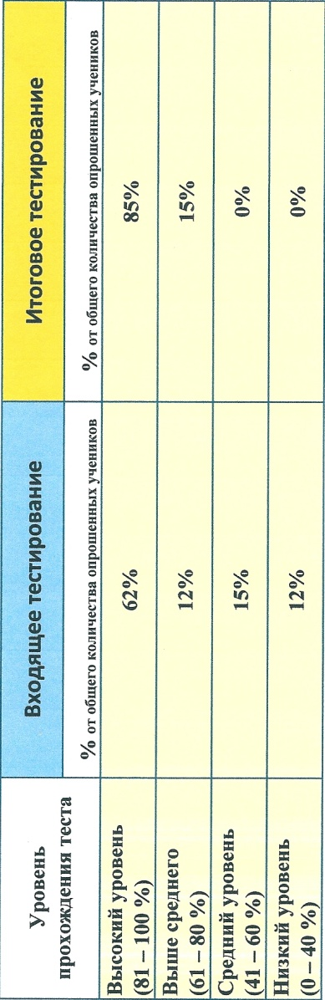 Уровень
прохождения теста
Входящее тестирование
Итоговое тестирование
% от общего количества опрошенных учеников
% от общего количества опрошенных учеников
Высокий уровень
(81 – 100 %)
62%
85%
Выше среднего
(61 – 80 %)
12%
15%
Средний уровень
(41 – 60 %)
15%
0%
Низкий уровень
(0 – 40 %)
12%
0%